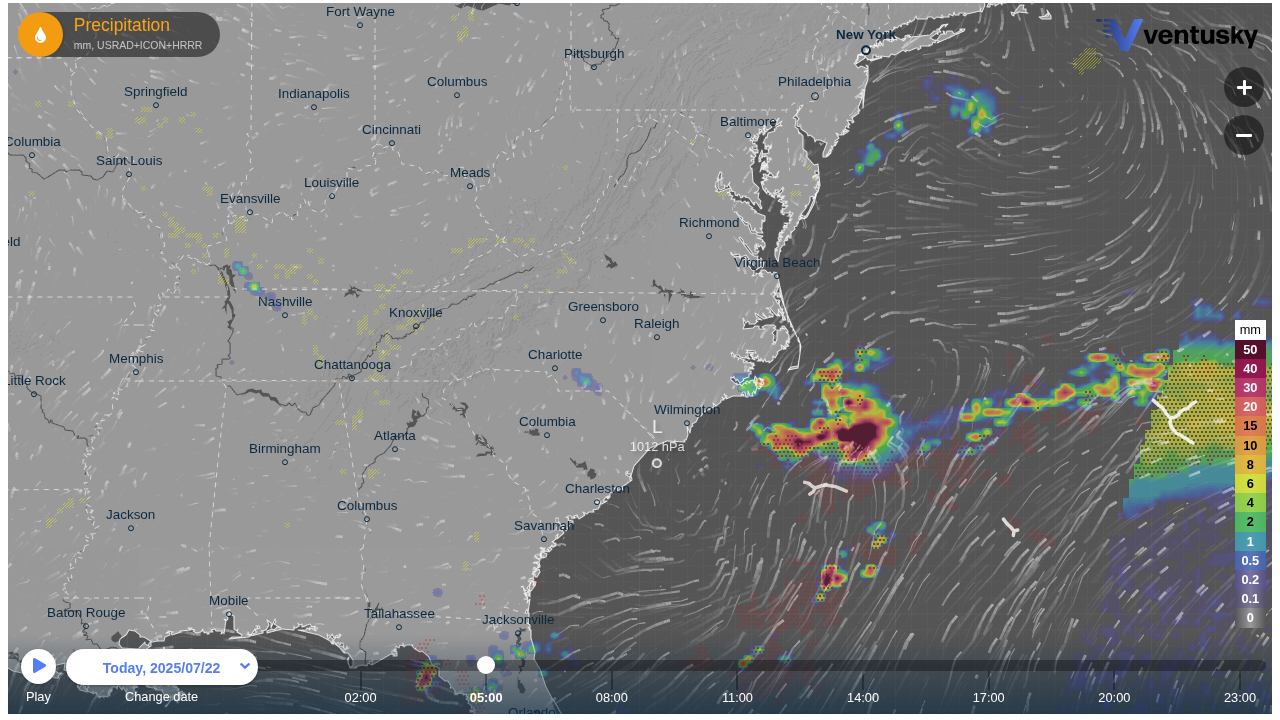 Precipitation
mm, USRAD+ICON+HRRR
ventusky
Fort Wayne
New York
Pittsburgh
Philadelphia
Columbus
Springfield
Indianapolis
Baltimore
Cincinnati
Columbia
Saint Louis
Meads
Louisville
Evansville
Richmond
eld
Virginia Beach
Nashville
Greensboro
Knoxville
Raleigh
Charlotte
Memphis
Chattanooga
Little Rock
Wilmington
Columbia
Atlanta
L
1012 hPa
Birmingham
Charleston
Columbus
Jackson
Savannah
Mobile
Baton Rouge
Tallahassee
Jacksonville
Orlando
mm
50
40
30
20
15
10
8
6
4
2
1
0.5
0.2
0.1
0
+
−
Today, 2025/07/22
Play
Change date
02:00
05:00
08:00
11:00
14:00
17:00
20:00
23:00